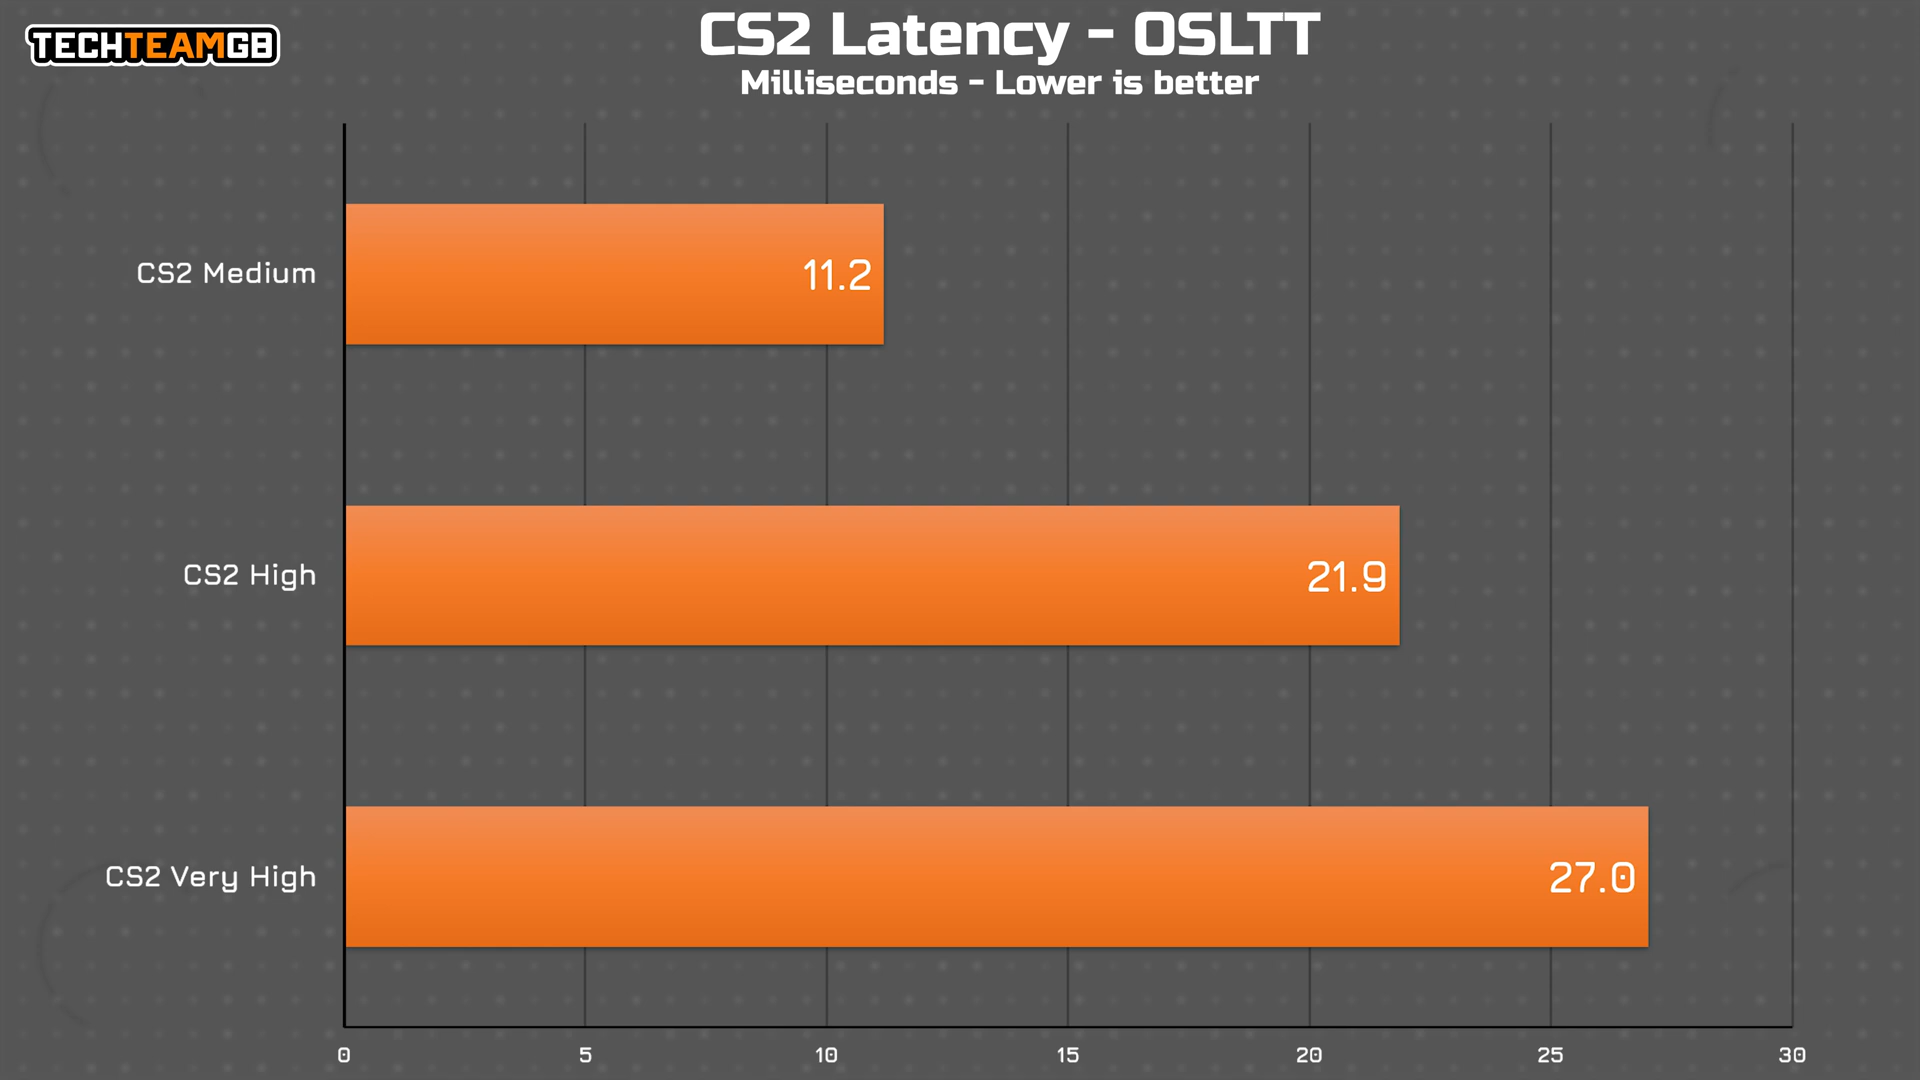 TECHTEAMGB
CS2 Latency - OSLTT
Milliseconds - Lower is better
CS2 Medium
11.2
CS2 High
21.9
CS2 Very High
27.0
0 5 10 15 20 25 30